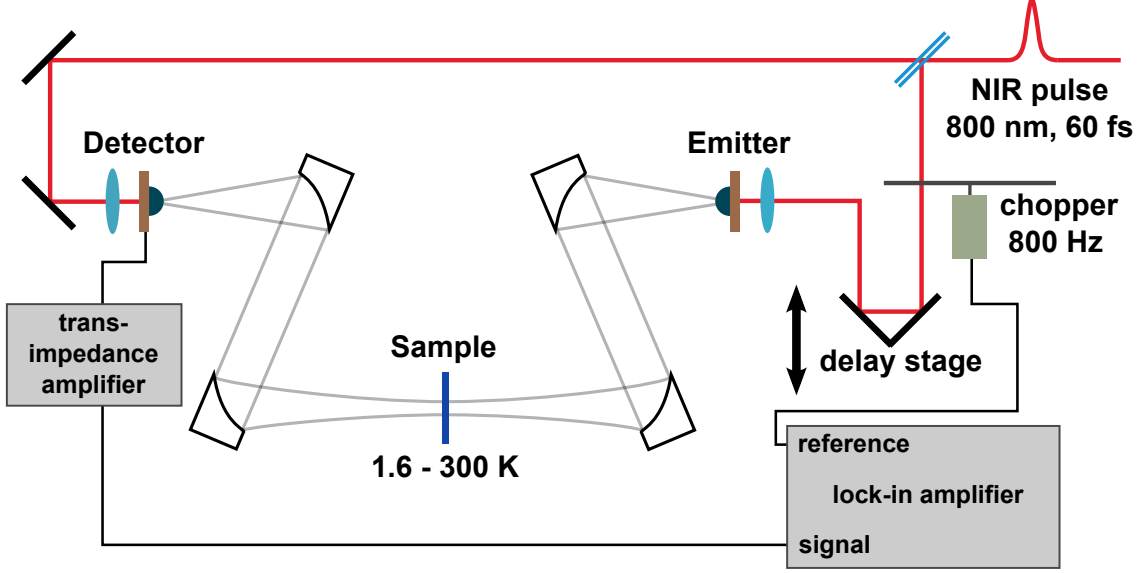 NIR pulse
800 nm, 60 fs
Detector
Emitter
chopper
800 Hz
trans-
impedance
amplifier
Sample
delay stage
1.6 - 300 K
reference
lock-in amplifier
signal